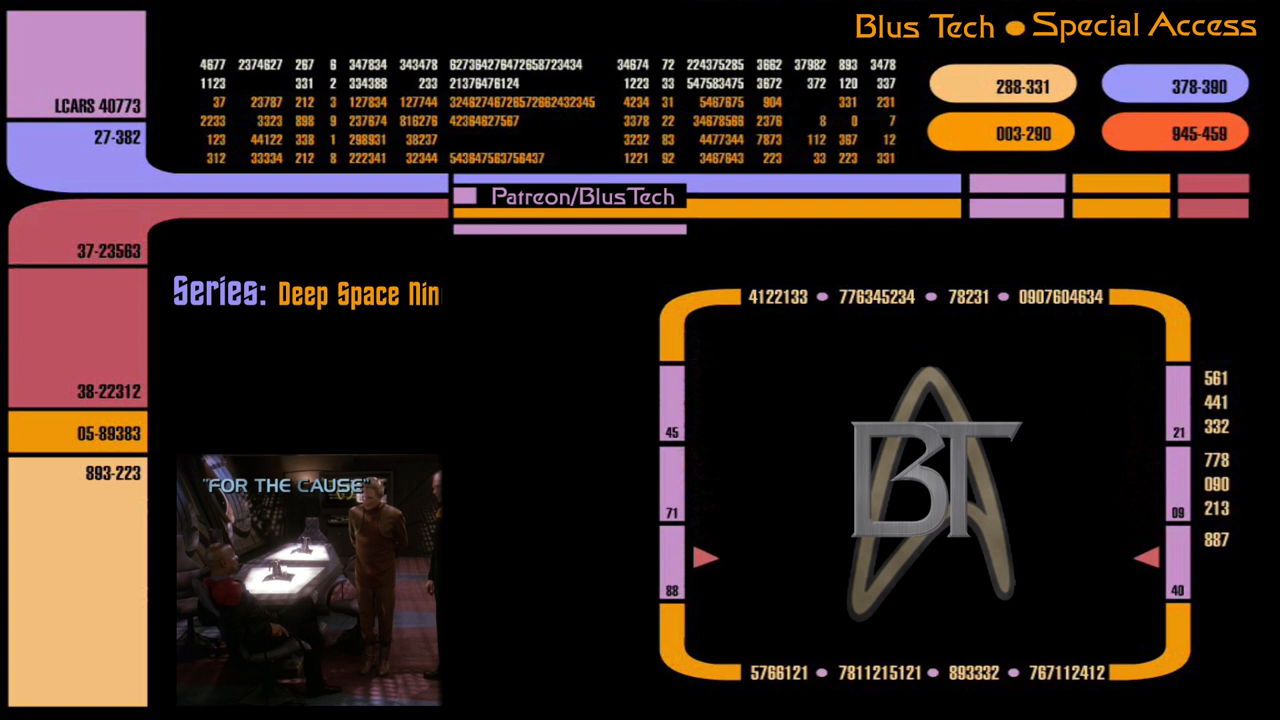 Blus Tech ● Special Access
4677 2374627 267 6 347834 343478 627364276472658723434 34674 72 224375285 3662 37982 893 3478
1123 331 2 334388 233 21376476124 1223 33 547583475 3672 372 120 337
37 23787 212 3 127834 127744 32462746726572662432345 4234 31 5467675 904 331 231
2233 3323 898 9 237674 816276 42364627567 3378 22 34678566 2376 8 0 7
123 44122 338 1 298931 38237 3232 83 4477344 7873 112 367 12
312 33334 212 8 222341 32344 543647563756437 1221 92 3467643 223 33 223 331
288-331 378-390
003-290 945-459
LCARS 40773
27-382
Patreon/BlusTech
37-23563
38-22312
05-89383
893-223
Series: Deep Space Nin
"FOR THE CAUSE"
4122133 • 776345234 • 78231 • 0907604634
45
71
88
BT
21
09
40
561
441
332
778
090
213
887
5766121 • 7811215121 • 893332 • 767112412